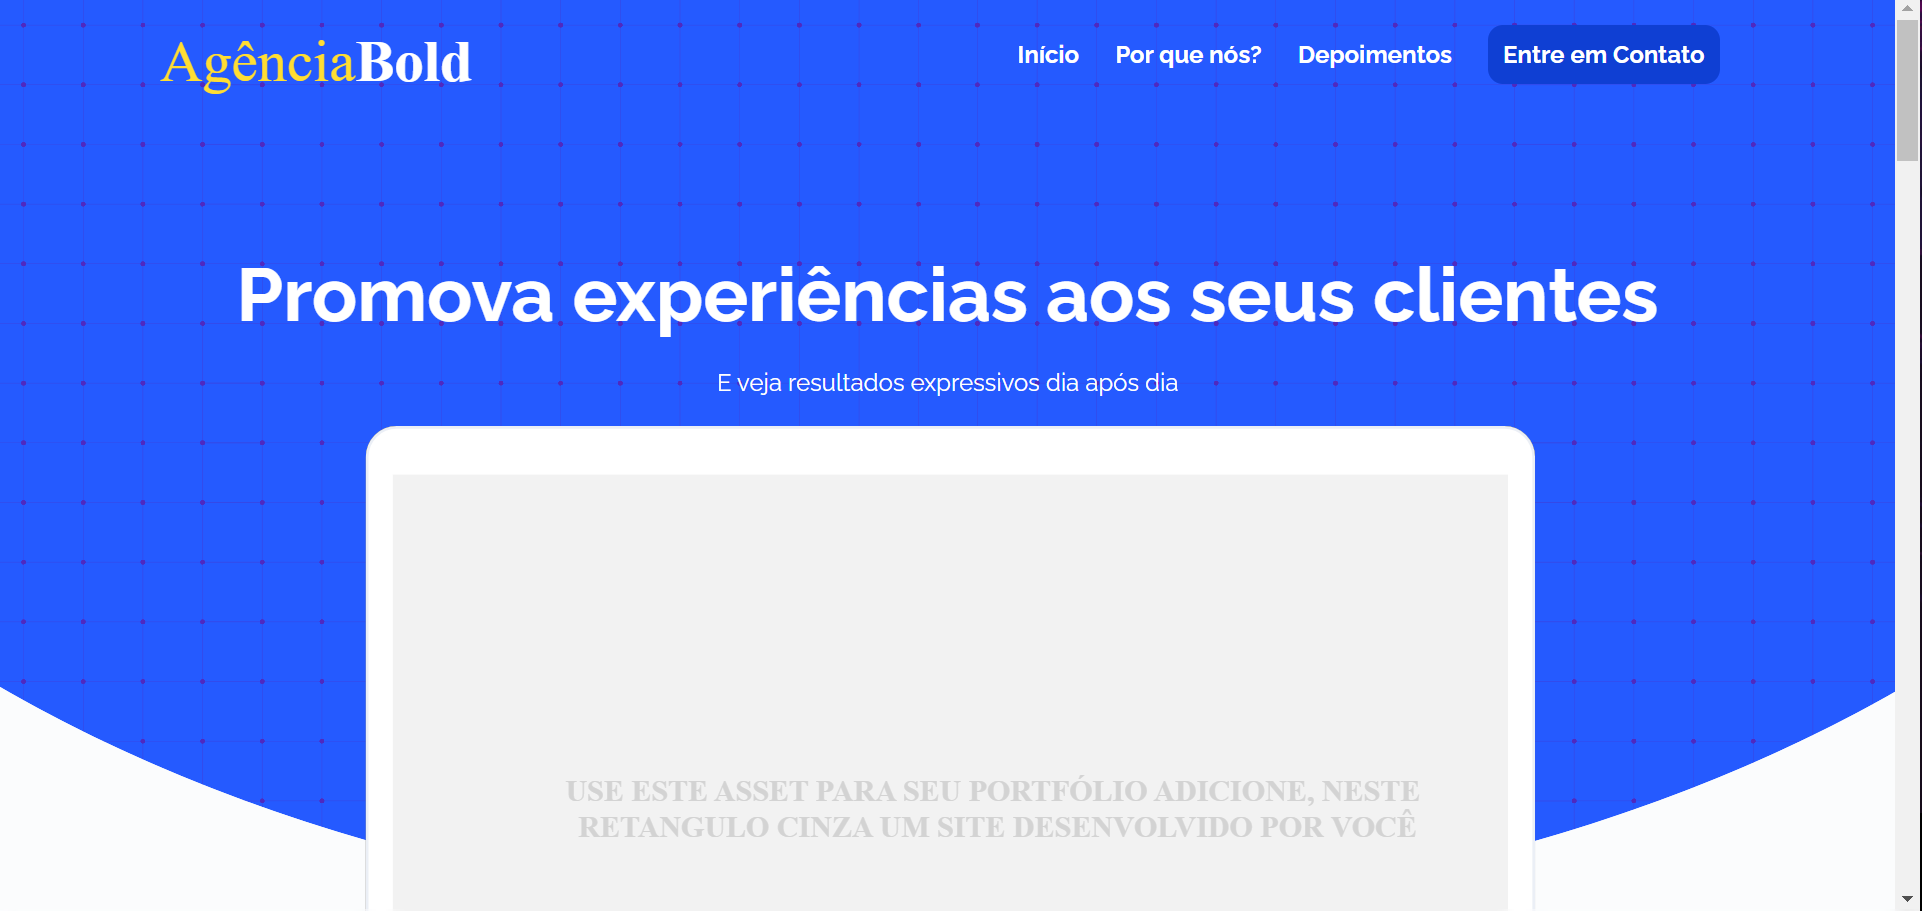 AgênciaBold
Início Por que nós? Depoimentos Entre em Contato
Promova experiências aos seus clientes
E veja resultados expressivos dia após dia
USE ESTE ASSET PARA SEU PORTFÓLIO ADICIONE, NESTE
RETANGULO CINZA UM SITE DESENVOLVIDO POR VOCÊ